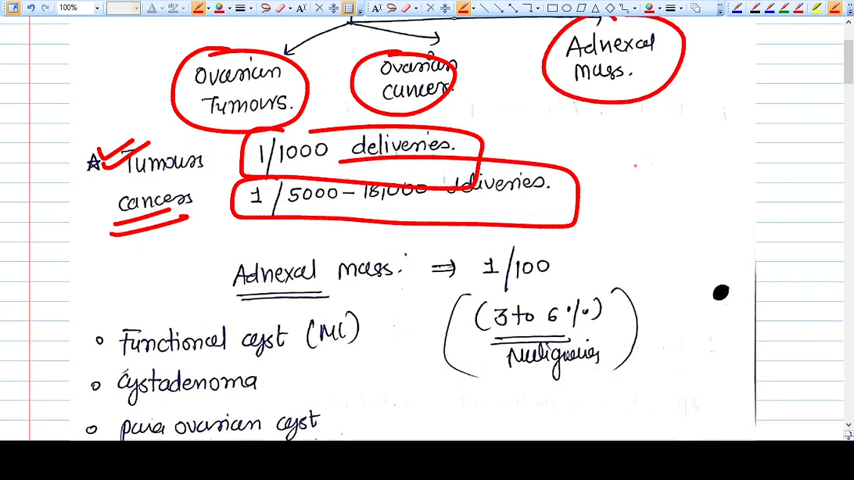 100%
Ovarian
Tumours.
Ovarian
cancer.
Adnexal
mass.
Tumours 1/1000 deliveries.
cancers 1/5000-18,000 deliveries.
Adnexal mass: ⇒ 1/100
(3 to 6%)
Functional cyst (MC)
Cystadenoma
para ovarian cyst